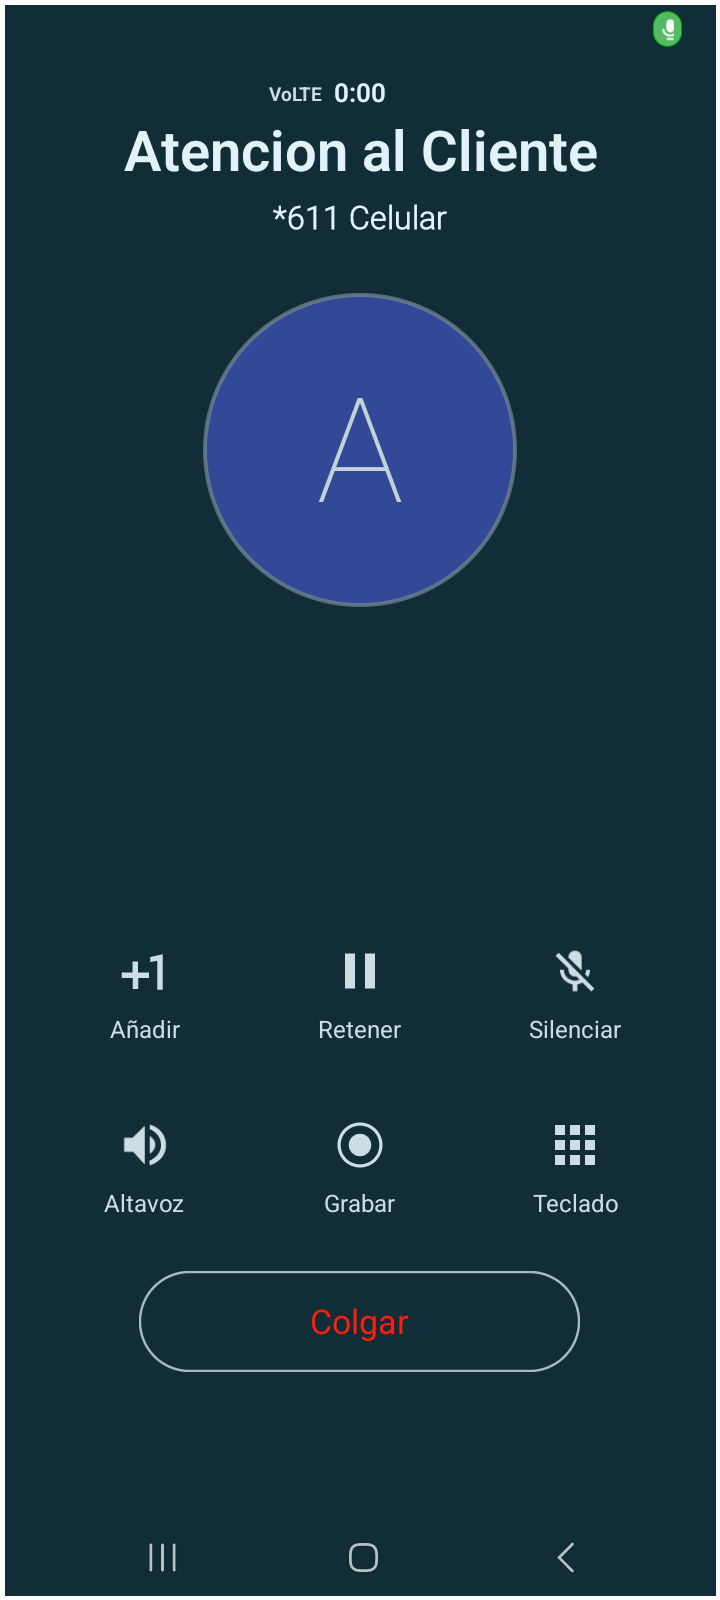 VoLTE 0:00
Atencion al Cliente
*611 Celular
A
+1
Añadir Retener Silenciar
Altavoz Grabar Teclado
Colgar